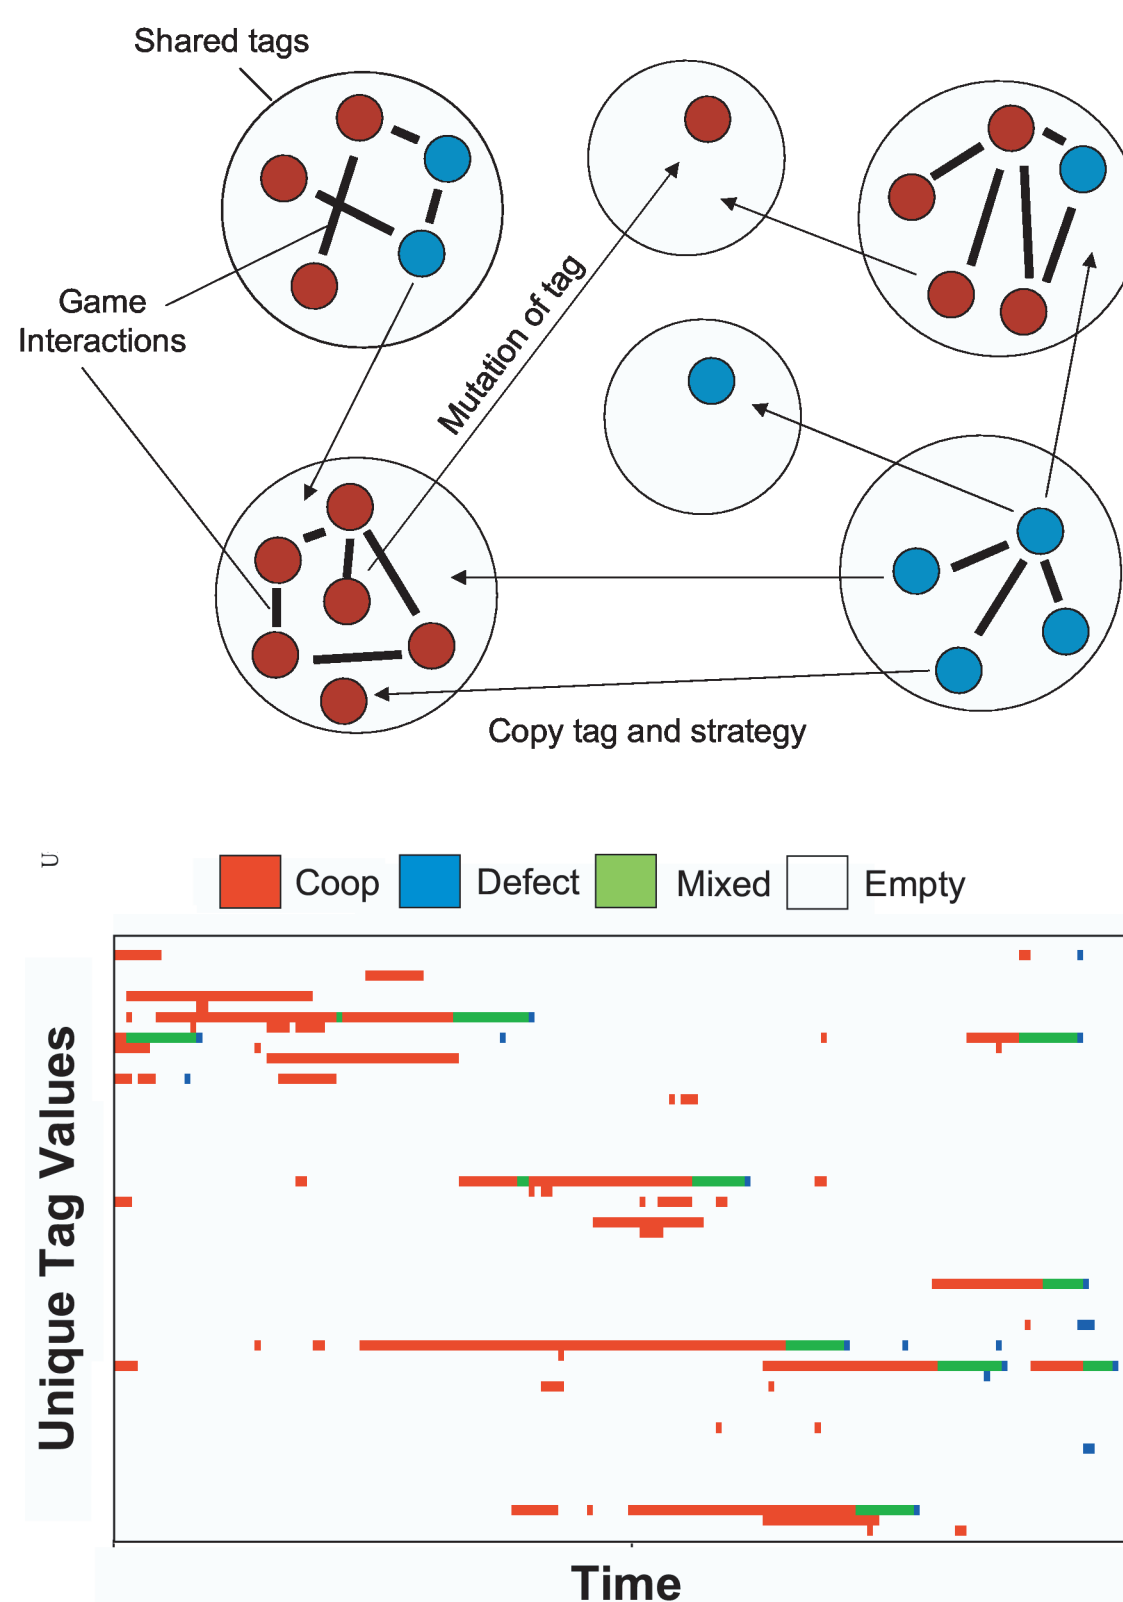 Shared tags
Game
Interactions
Mutation of tag
Copy tag and strategy
U
Coop
Defect
Mixed
Empty
Unique Tag Values
Time